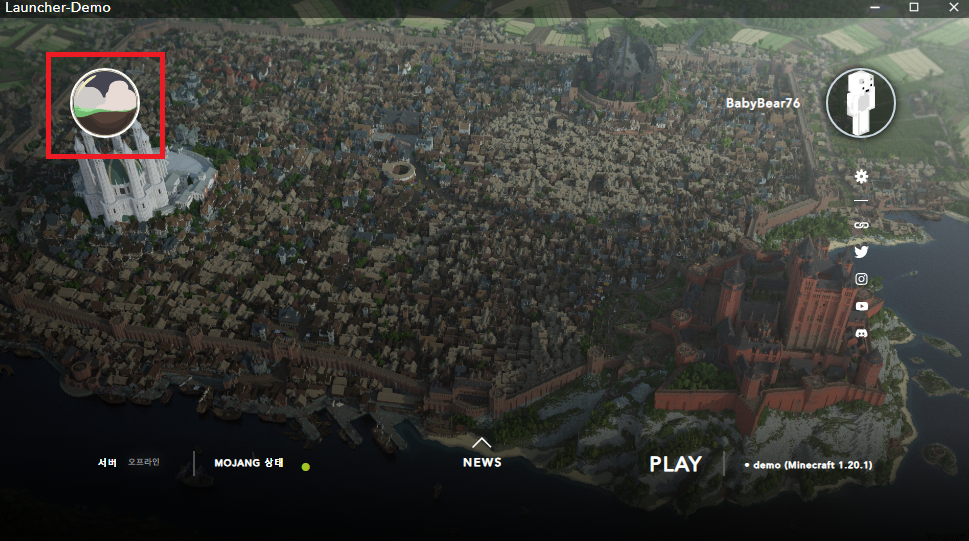 Launcher-Demo
BabyBear76
서버 오프라인
MOJANG 상태
NEWS
PLAY
• demo (Minecraft 1.20.1)